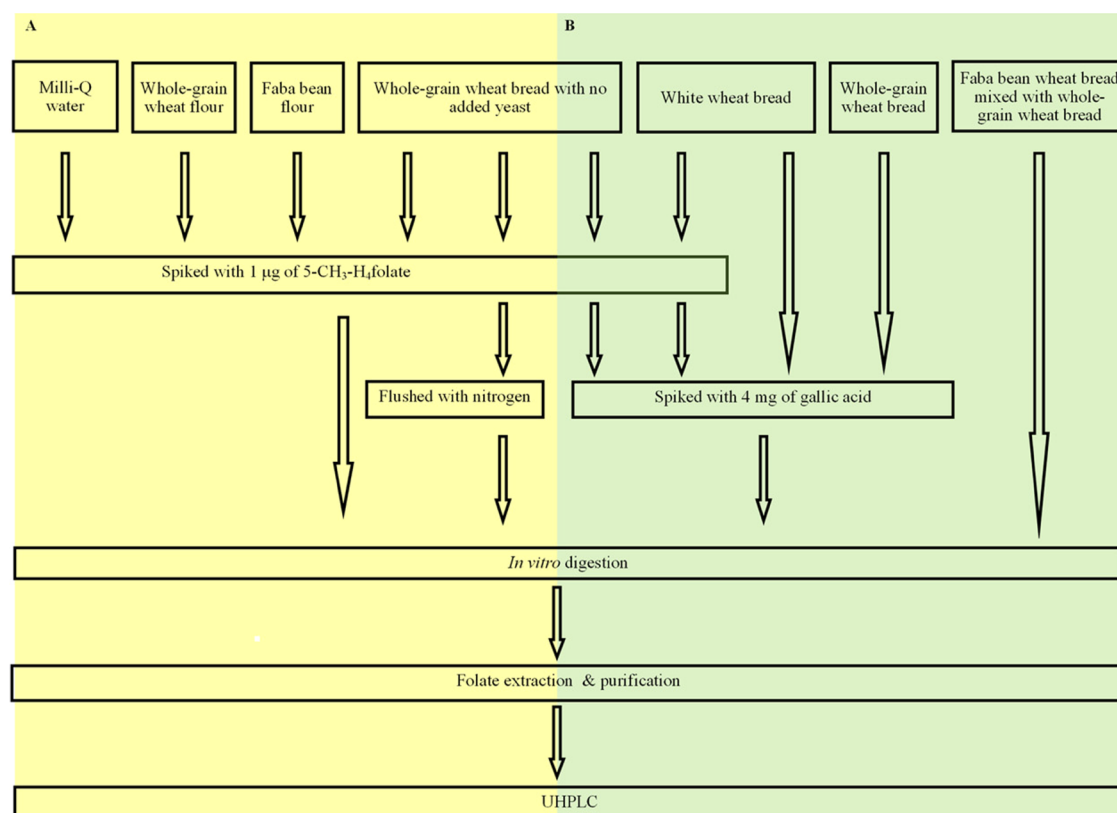 A
B
Milli-Q
water
Whole-grain
wheat flour
Faba bean
flour
Whole-grain wheat bread with no
added yeast
White wheat bread
Whole-grain
wheat bread
Faba bean wheat bread
mixed with whole-
grain wheat bread
Spiked with 1 μg of 5-CH₃-H₄folate
Flushed with nitrogen
Spiked with 4 mg of gallic acid
In vitro digestion
Folate extraction & purification
UHPLC